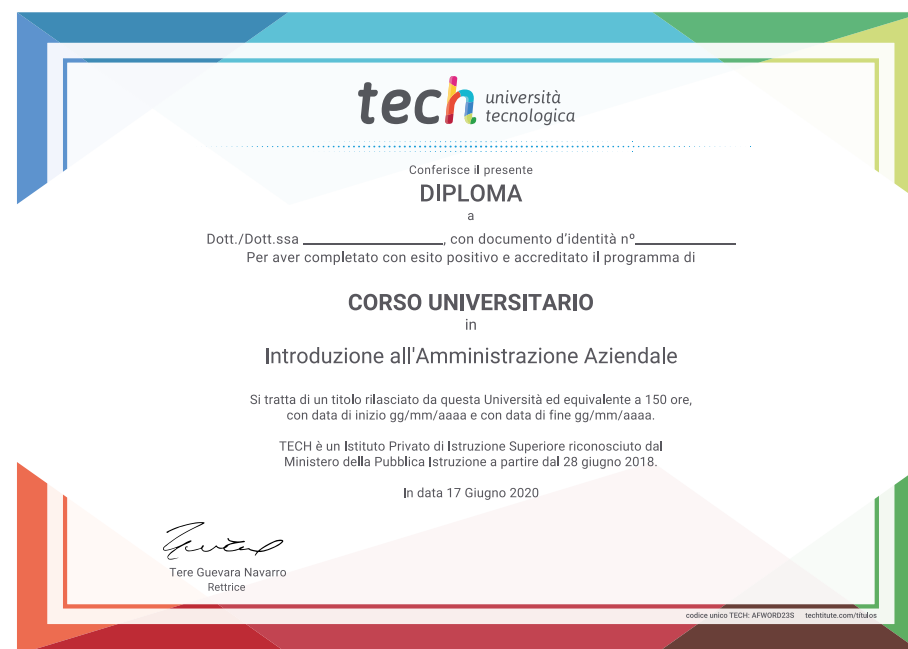 tech università
tecnologica
Conferisce il presente
DIPLOMA
a
Dott./Dott.ssa ____________________, con documento d'identità nº______________
Per aver completato con esito positivo e accreditato il programma di
CORSO UNIVERSITARIO
in
Introduzione all'Amministrazione Aziendale
Si tratta di un titolo rilasciato da questa Università ed equivalente a 150 ore,
con data di inizio gg/mm/aaaa e con data di fine gg/mm/aaaa.
TECH è un Istituto Privato di Istruzione Superiore riconosciuto dal
Ministero della Pubblica Istruzione a partire dal 28 giugno 2018.
In data 17 Giugno 2020
Tere Guevara Navarro
Rettrice
codice unico TECH: AFWORD23S techtitute.com/titulos